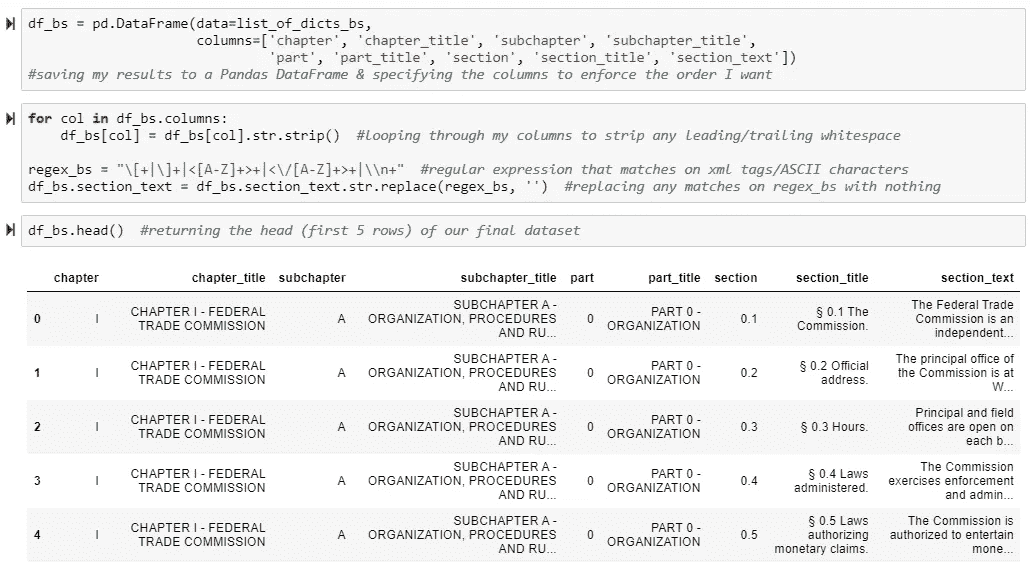 df_bs = pd.DataFrame(data=list_of_dicts_bs,
columns=['chapter', 'chapter_title', 'subchapter', 'subchapter_title',
'part', 'part_title', 'section', 'section_title', 'section_text'])
#saving my results to a Pandas DataFrame & specifying the columns to enforce the order I want
for col in df_bs.columns:
df_bs[col] = df_bs[col].str.strip()  #looping through my columns to strip any leading/trailing whitespace
regex_bs = "\[+|\]+|<[A-Z]+>+|<\/[A-Z]+>+|\\n+"  #regular expression that matches on xml tags/ASCII characters
df_bs.section_text = df_bs.section_text.str.replace(regex_bs, '')  #replacing any matches on regex_bs with nothing
df_bs.head()  #returning the head (first 5 rows) of our final dataset
chapter chapter_title subchapter subchapter_title part part_title section section_title section_text
0 I CHAPTER I - FEDERAL TRADE COMMISSION A SUBCHAPTER A - ORGANIZATION, PROCEDURES AND RU... 0 PART 0 - ORGANIZATION 0.1 § 0.1 The Commission. The Federal Trade Commission is an independent...
1 I CHAPTER I - FEDERAL TRADE COMMISSION A SUBCHAPTER A - ORGANIZATION, PROCEDURES AND RU... 0 PART 0 - ORGANIZATION 0.2 § 0.2 Official address. The principal office of the Commission is at W...
2 I CHAPTER I - FEDERAL TRADE COMMISSION A SUBCHAPTER A - ORGANIZATION, PROCEDURES AND RU... 0 PART 0 - ORGANIZATION 0.3 § 0.3 Hours. Principal and field offices are open on each b...
3 I CHAPTER I - FEDERAL TRADE COMMISSION A SUBCHAPTER A - ORGANIZATION, PROCEDURES AND RU... 0 PART 0 - ORGANIZATION 0.4 § 0.4 Laws administered. The Commission exercises enforcement and admin...
4 I CHAPTER I - FEDERAL TRADE COMMISSION A SUBCHAPTER A - ORGANIZATION, PROCEDURES AND RU... 0 PART 0 - ORGANIZATION 0.5 § 0.5 Laws authorizing monetary claims. The Commission is authorized to entertain mone...